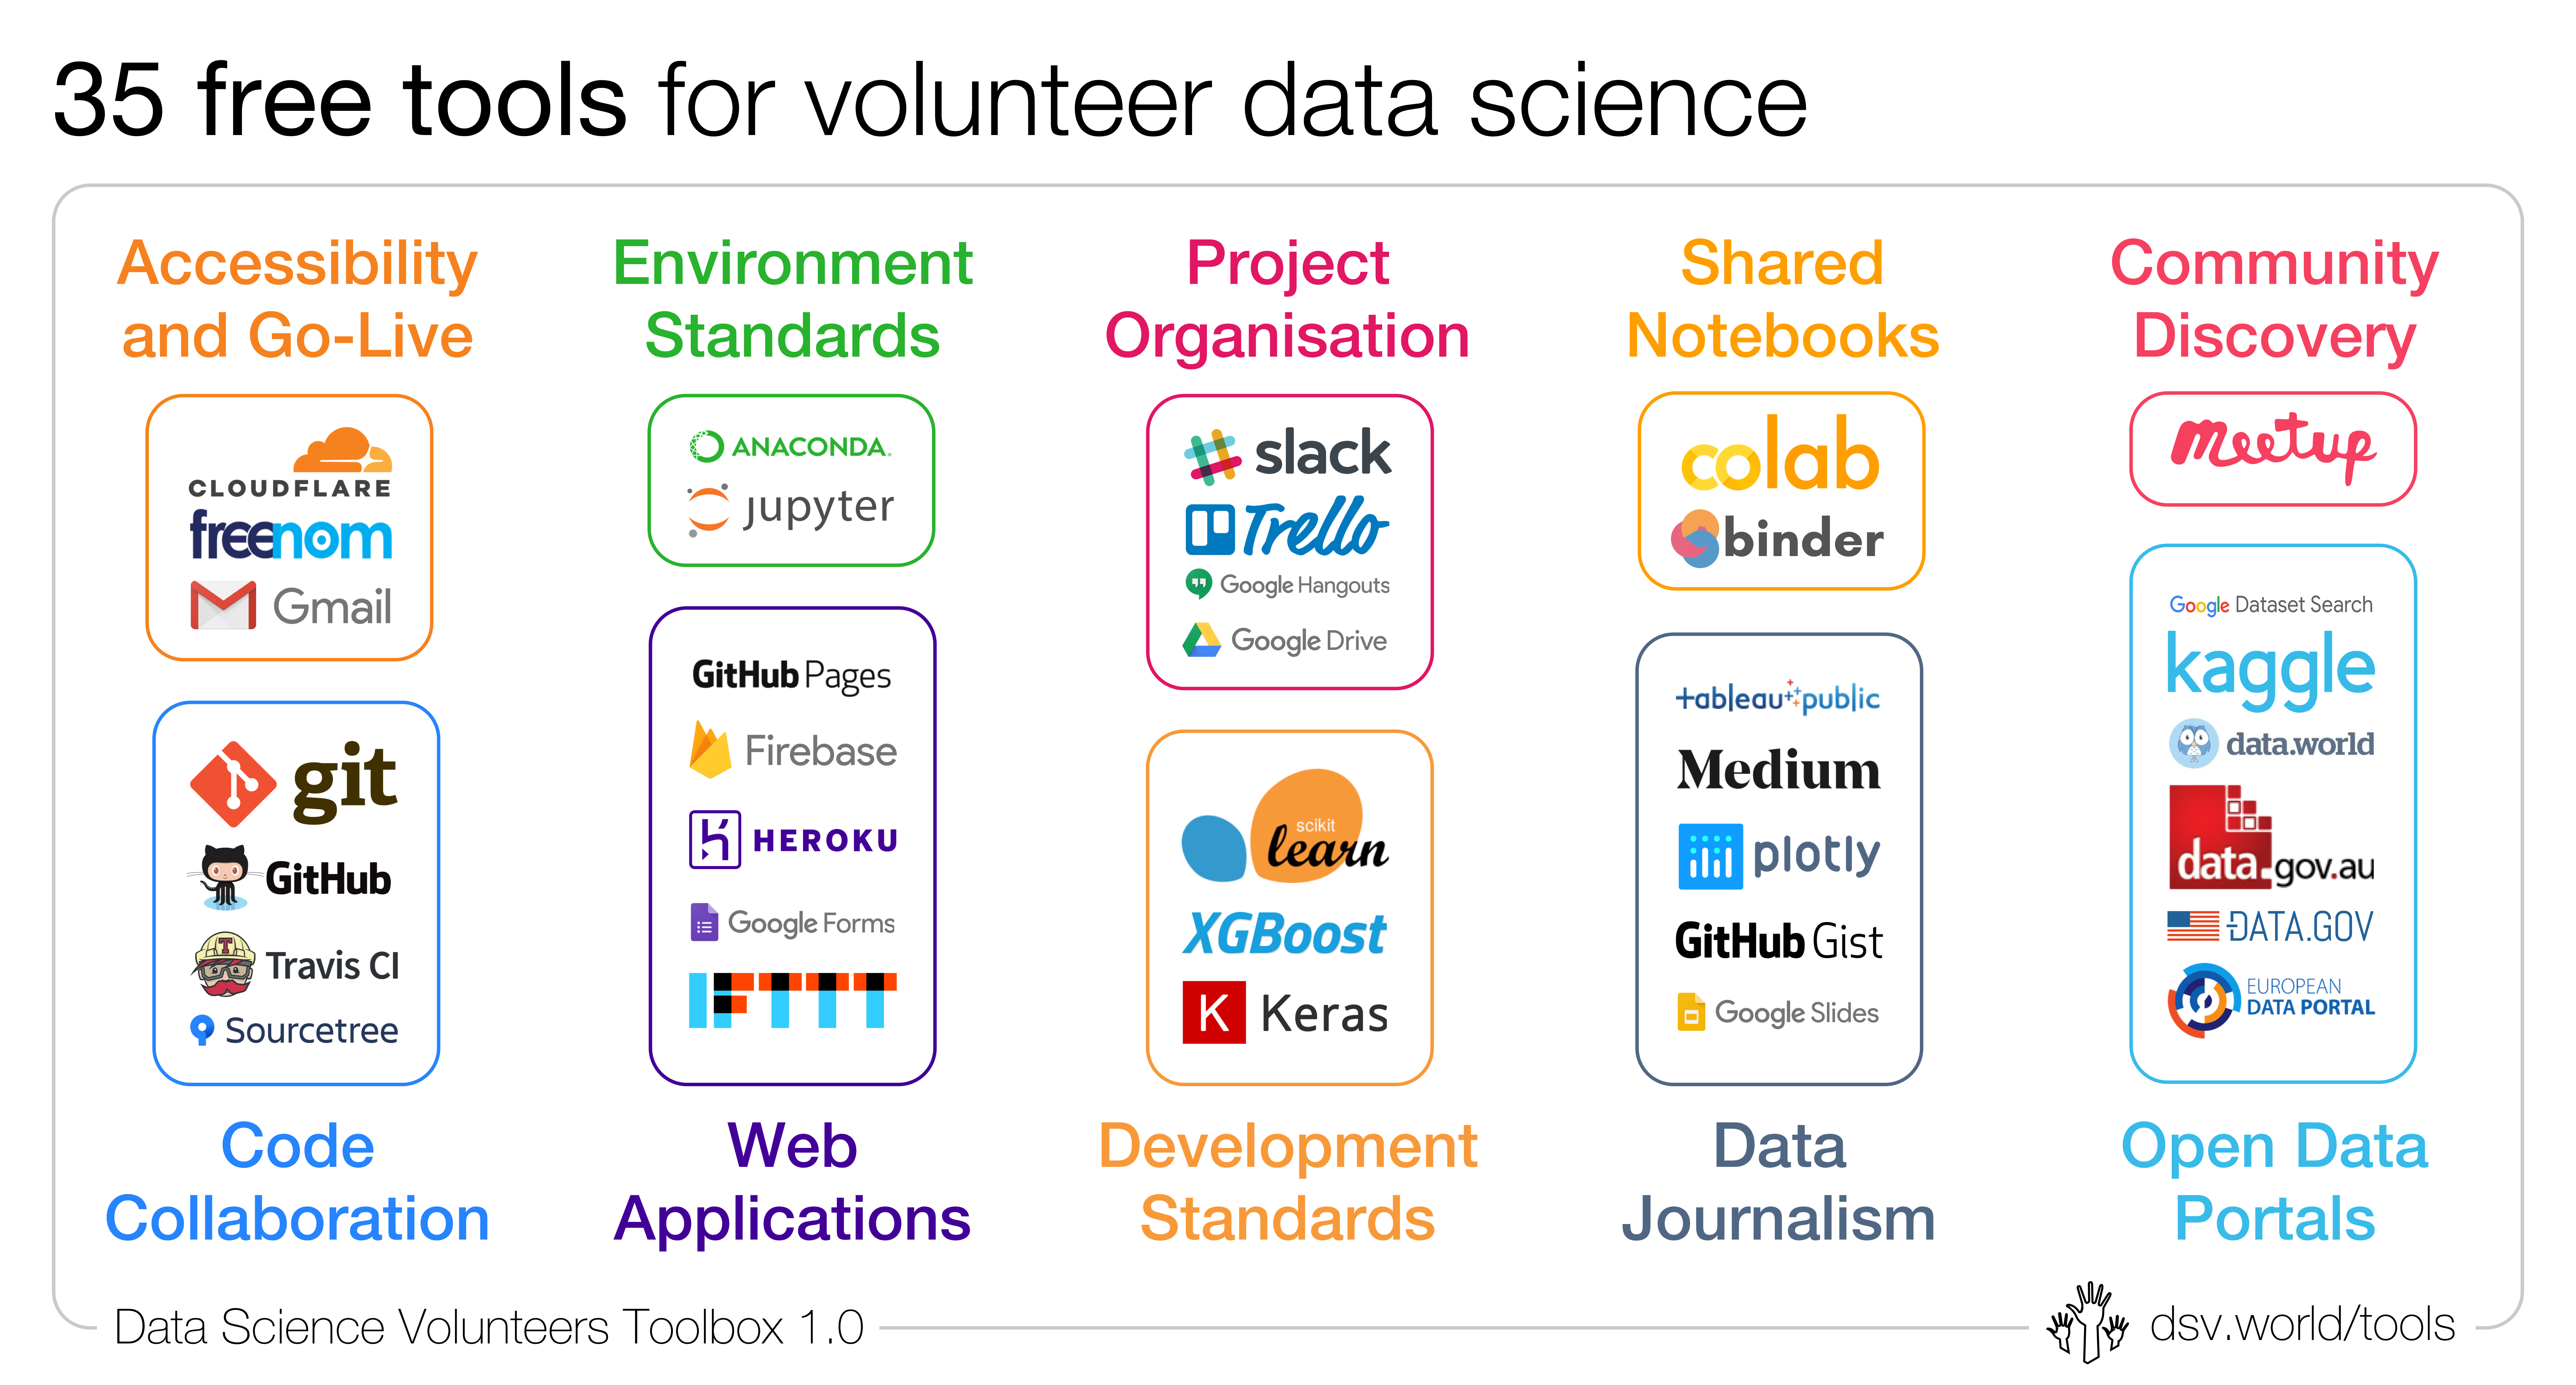 35 free tools for volunteer data science
Accessibility
and Go-Live
CLOUDFLARE
freenom
Gmail
git
GitHub
Travis CI
Sourcetree
Code
Collaboration
Environment
Standards
ANACONDA.
jupyter
GitHub Pages
Firebase
HEROKU
Google Forms
IFTTT
Web
Applications
Project
Organisation
slack
Trello
Google Hangouts
Google Drive
scikit
learn
XGBoost
K Keras
Development
Standards
Shared
Notebooks
colab
binder
+ableau public
Medium
plotly
GitHub Gist
Google Slides
Data
Journalism
Community
Discovery
meetup
Google Dataset Search
kaggle
data.world
data.gov.au
DATA.GOV
EUROPEAN
DATA PORTAL
Open Data
Portals
Data Science Volunteers Toolbox 1.0
dsv.world/tools